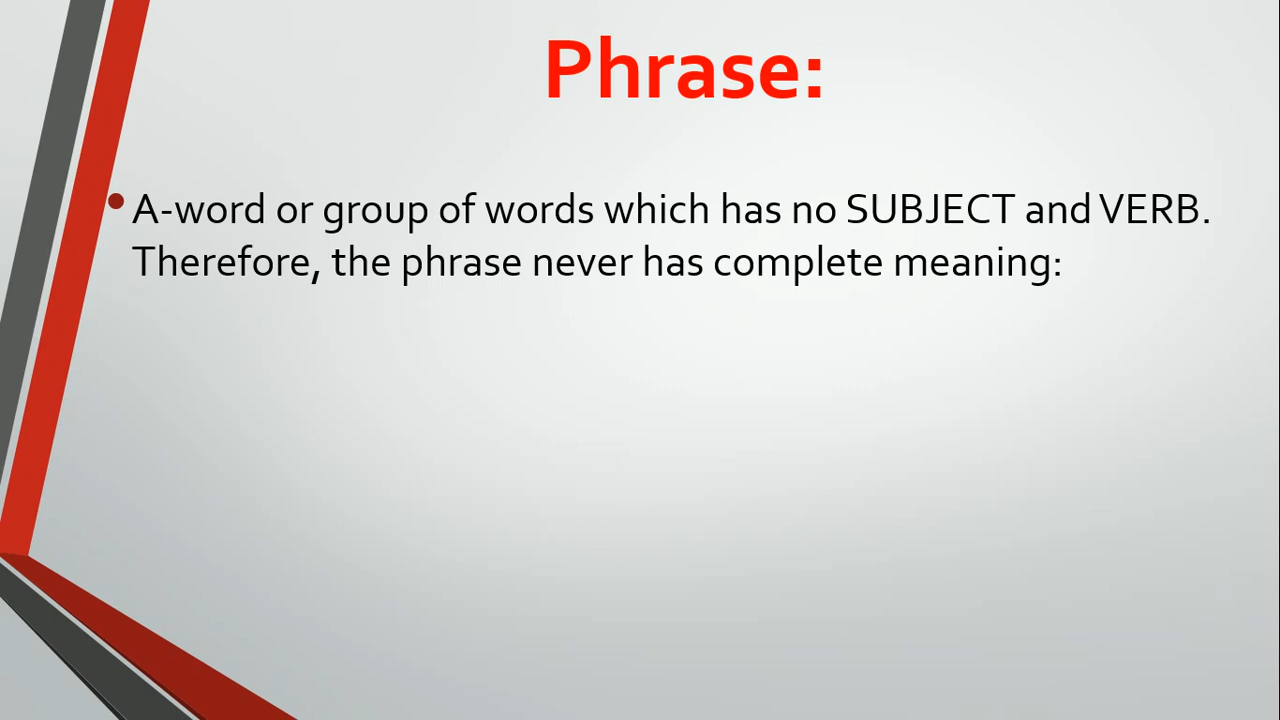 Phrase:
•A-word or group of words which has no SUBJECT and VERB.
Therefore, the phrase never has complete meaning: